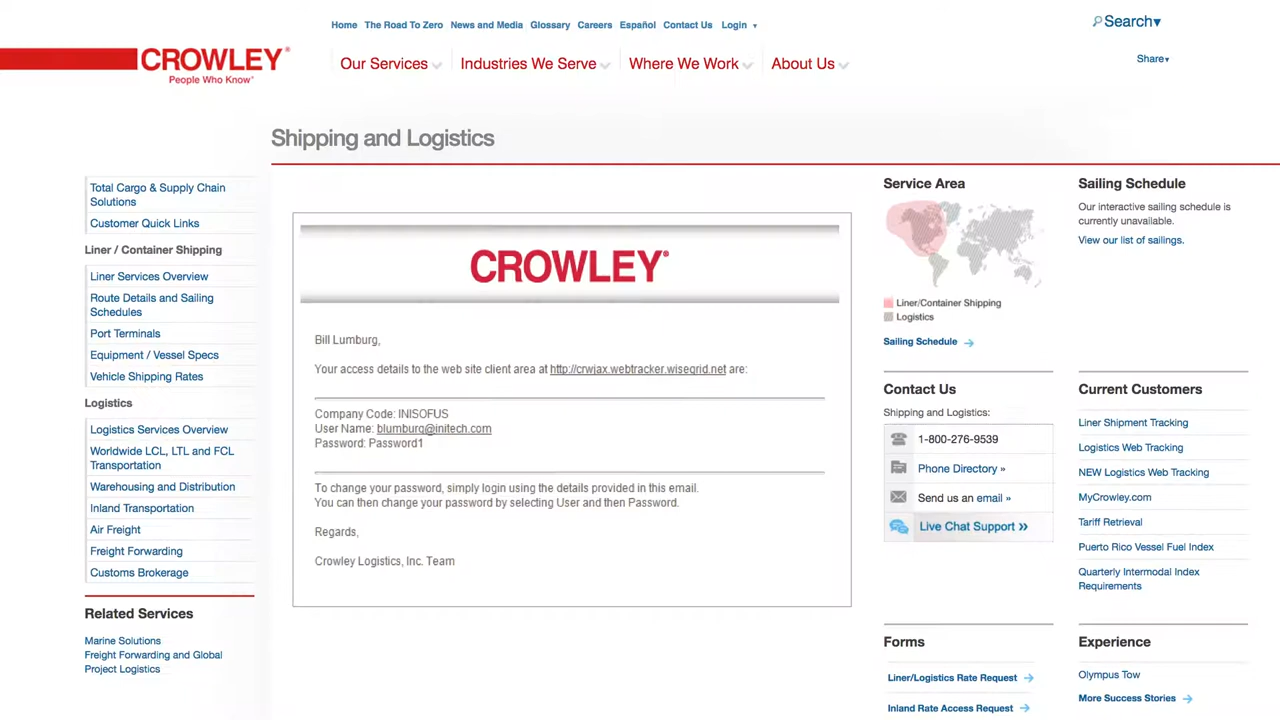 Home The Road To Zero News and Media Glossary Careers Español Contact Us Login
Search
CROWLEY®
People Who Know®
Our Services Industries We Serve Where We Work About Us
Share
Shipping and Logistics
Total Cargo & Supply Chain
Solutions
Customer Quick Links
Liner / Container Shipping
Liner Services Overview
Route Details and Sailing
Schedules
Port Terminals
Equipment / Vessel Specs
Vehicle Shipping Rates
Logistics
Logistics Services Overview
Worldwide LCL, LTL and FCL
Transportation
Warehousing and Distribution
Inland Transportation
Air Freight
Freight Forwarding
Customs Brokerage
Related Services
Marine Solutions
Freight Forwarding and Global
Project Logistics
CROWLEY®
Bill Lumburg,
Your access details to the web site client area at http://crwjax.webtracker.wisegrid.net are:
Company Code: INISOFUS
User Name: blumburg@initech.com
Password: Password1
To change your password, simply login using the details provided in this email.
You can then change your password by selecting User and then Password.
Regards,
Crowley Logistics, Inc. Team
Service Area
Liner/Container Shipping
Logistics
Sailing Schedule
Sailing Schedule
Our interactive sailing schedule is
currently unavailable.
View our list of sailings.
Contact Us
Shipping and Logistics:
1-800-276-9539
Phone Directory »
Send us an email »
Live Chat Support »
Current Customers
Liner Shipment Tracking
Logistics Web Tracking
NEW Logistics Web Tracking
MyCrowley.com
Tariff Retrieval
Puerto Rico Vessel Fuel Index
Quarterly Intermodal Index
Requirements
Forms
Liner/Logistics Rate Request
Inland Rate Access Request
Experience
Olympus Tow
More Success Stories